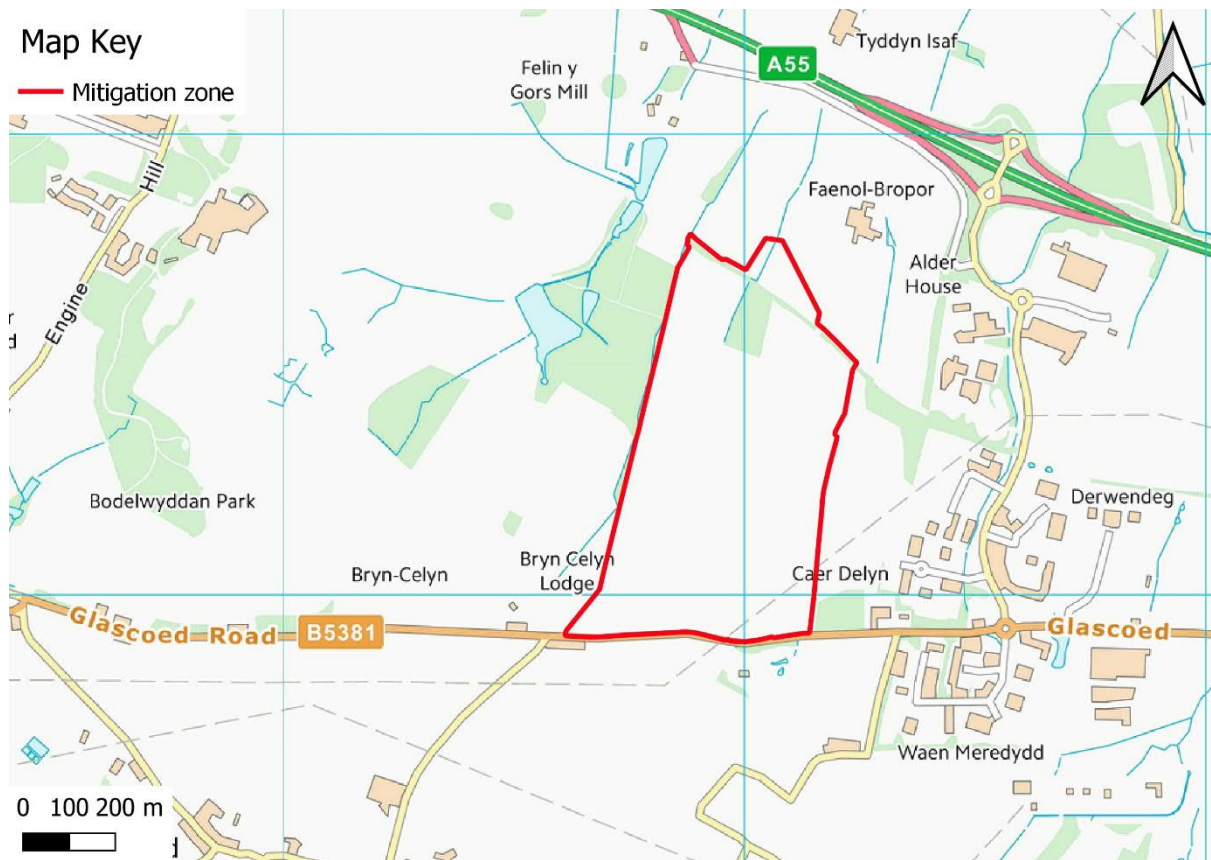 Map Key
Mitigation zone
A55
Tyddyn Isaf
Felin y
Gors Mill
Engine Hill
Faenol-Bropor
Alder
House
Bodelwyddan Park
Derwendeg
Bryn-Celyn
Bryn Celyn
Lodge
Caer Delyn
Glascoed Road
B5381
Glascoed
Waen Meredydd
0 100 200 m